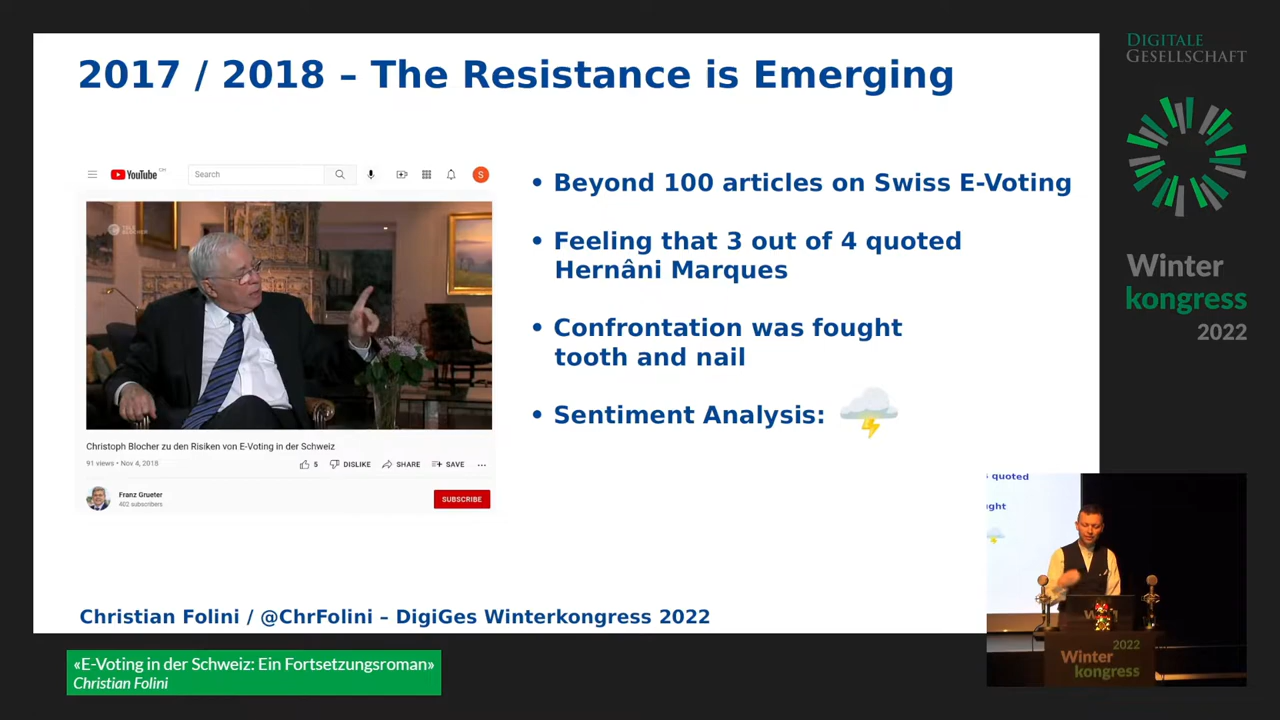 2017 / 2018 – The Resistance is Emerging
YouTube CH
Search
S
Christoph Blocher zu den Risiken von E-Voting in der Schweiz
91 views • Nov 4, 2018
5 DISLIKE SHARE SAVE ...
Franz Grueter
402 subscribers
SUBSCRIBE
• Beyond 100 articles on Swiss E-Voting
• Feeling that 3 out of 4 quoted
Hernâni Marques
• Confrontation was fought
tooth and nail
• Sentiment Analysis:
Christian Folini / @ChrFolini – DigiGes Winterkongress 2022
«E-Voting in der Schweiz: Ein Fortsetzungsroman»
Christian Folini
DIGITALE
GESELLSCHAFT
Winter
kongress
2022
quoted
ght
2022
Winter
kongress